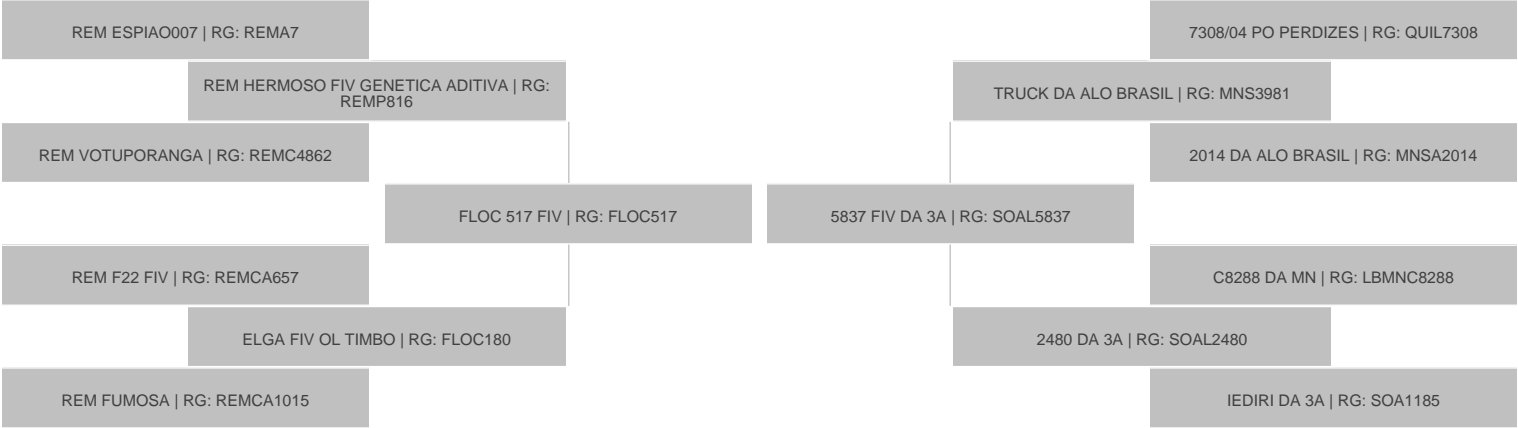 REM ESPIAO007 | RG: REMA7
7308/04 PO PERDIZES | RG: QUIL7308
REM HERMOSO FIV GENETICA ADITIVA | RG:
REMP816
TRUCK DA ALO BRASIL | RG: MNS3981
REM VOTUPORANGA | RG: REMC4862
2014 DA ALO BRASIL | RG: MNSA2014
FLOC 517 FIV | RG: FLOC517
5837 FIV DA 3A | RG: SOAL5837
REM F22 FIV | RG: REMCA657
C8288 DA MN | RG: LBMNC8288
ELGA FIV OL TIMBO | RG: FLOC180
2480 DA 3A | RG: SOAL2480
REM FUMOSA | RG: REMCA1015
IEDIRI DA 3A | RG: SOA1185